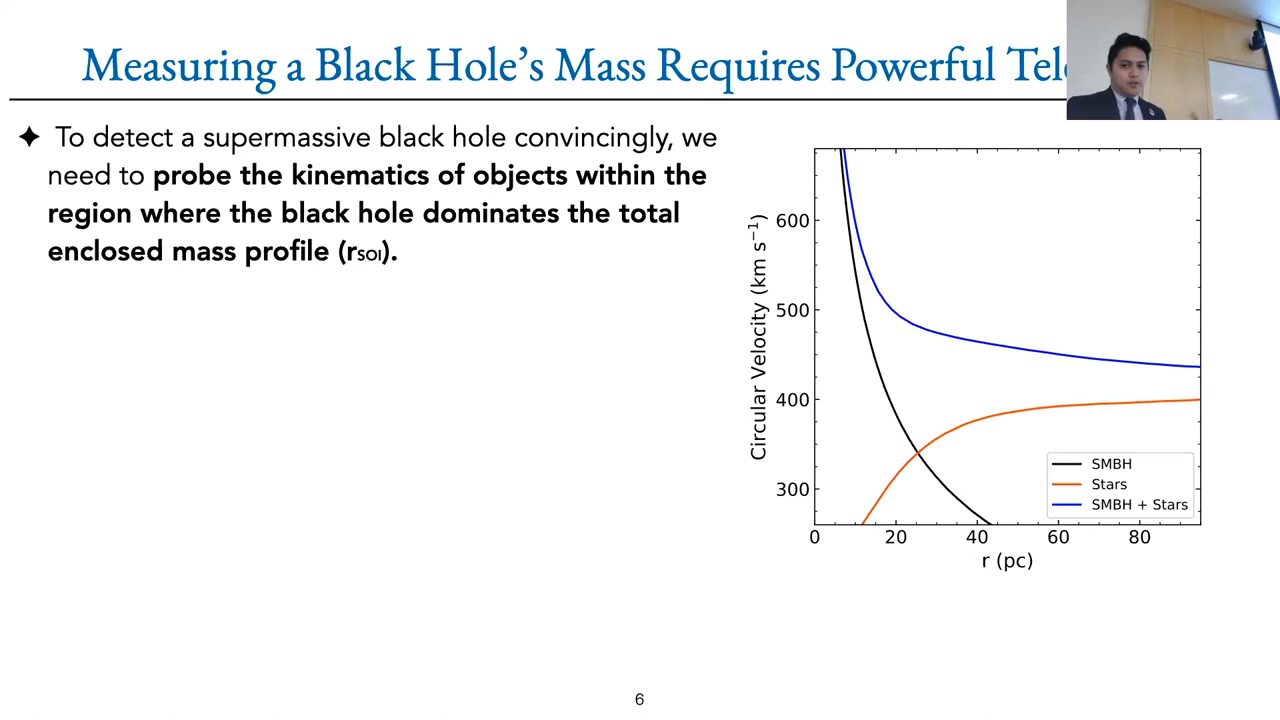 Measuring a Black Hole's Mass Requires Powerful
✦ To detect a supermassive black hole convincingly, we
need to probe the kinematics of objects within the
region where the black hole dominates the total
enclosed mass profile (rSOI).
Circular Velocity (km s⁻¹)
600
500
400
300
0 20 40 60 80
r (pc)
SMBH
Stars
SMBH + Stars
6